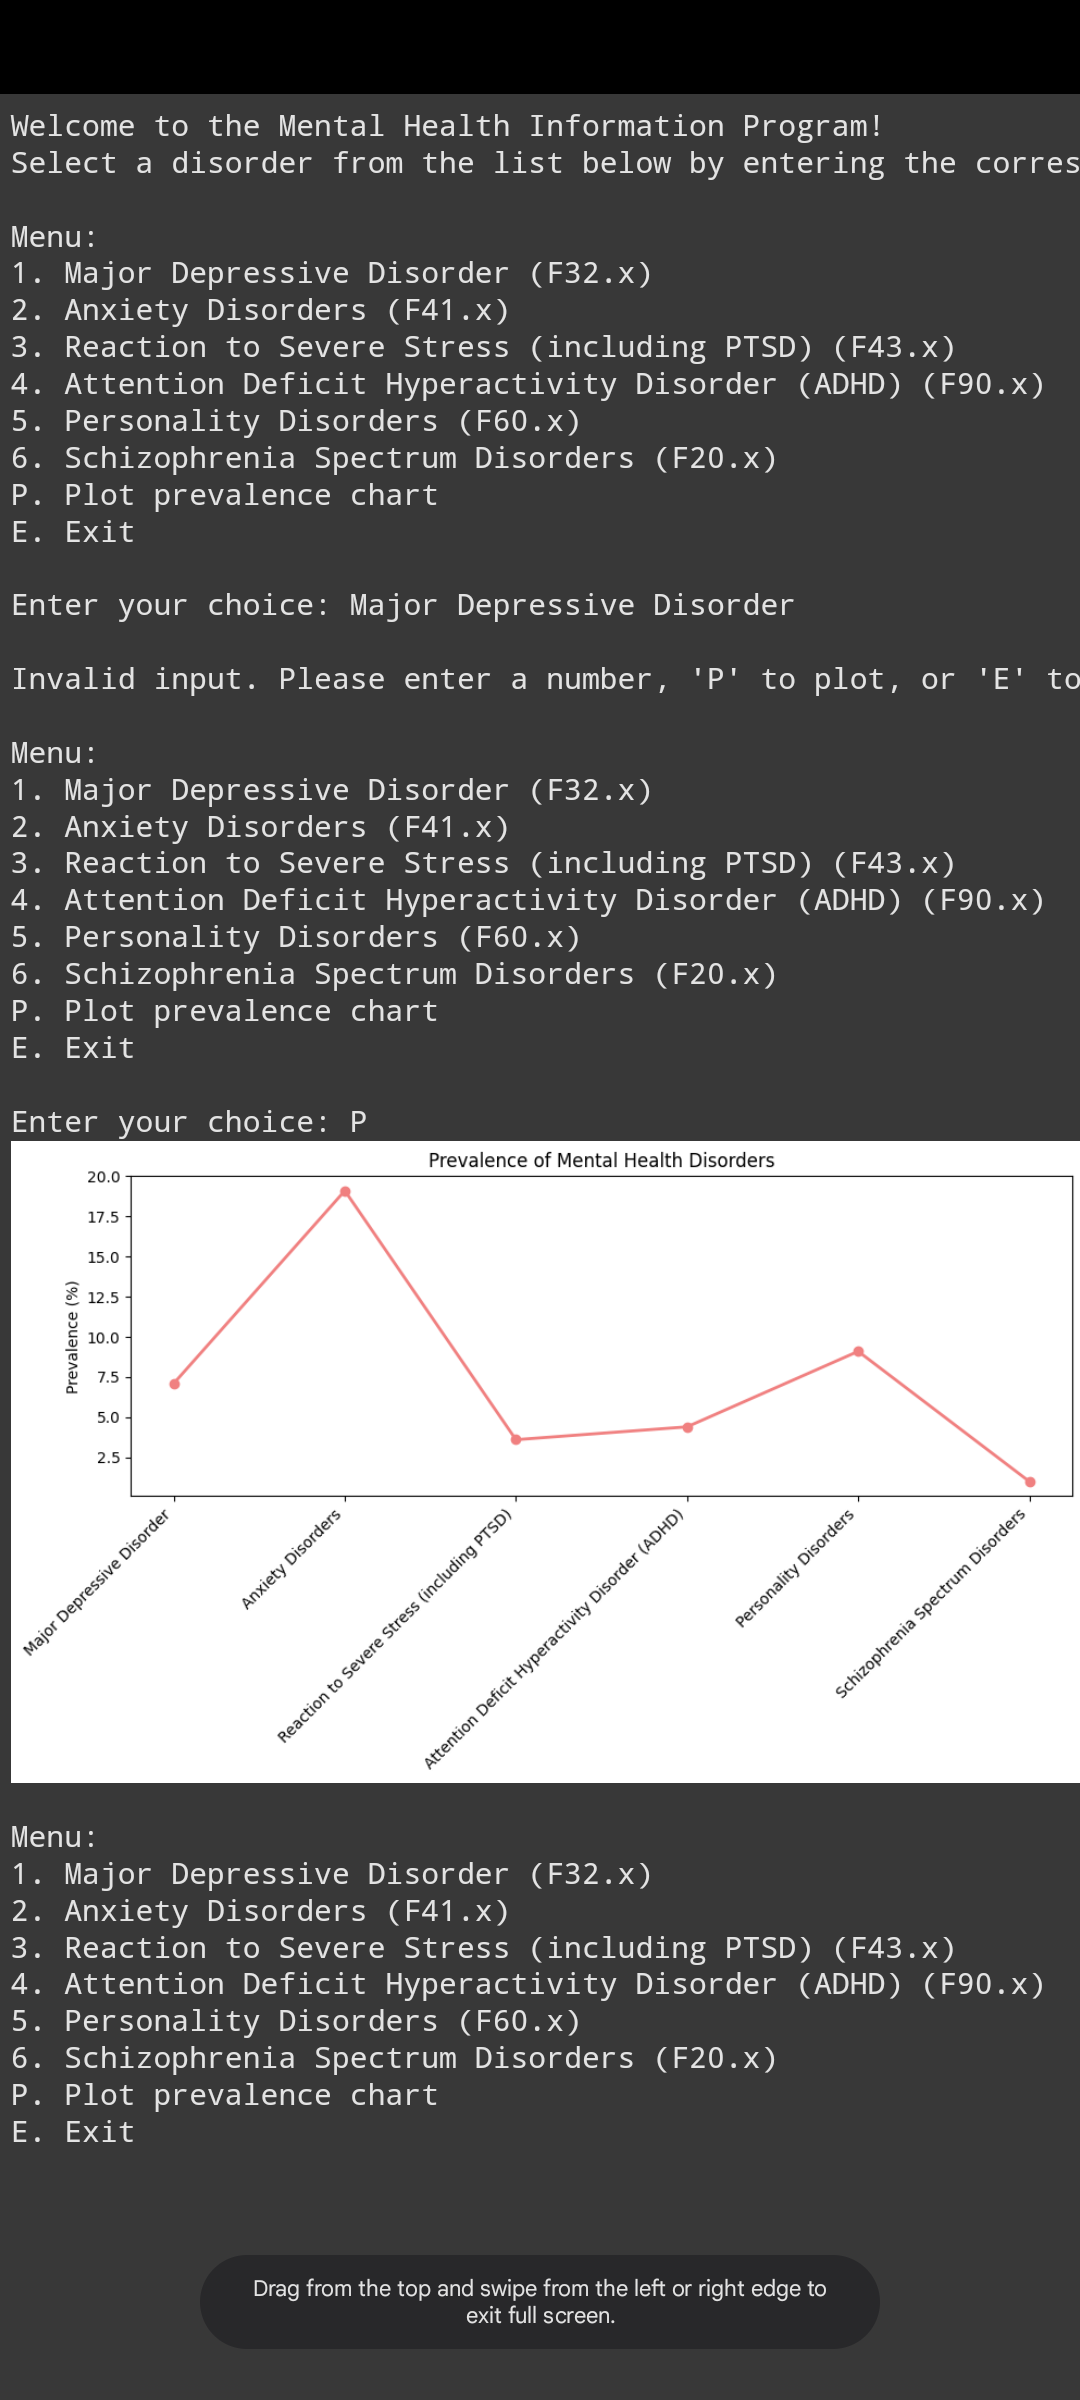 Welcome to the Mental Health Information Program!
Select a disorder from the list below by entering the corres
Menu:
1. Major Depressive Disorder (F32.x)
2. Anxiety Disorders (F41.x)
3. Reaction to Severe Stress (including PTSD) (F43.x)
4. Attention Deficit Hyperactivity Disorder (ADHD) (F90.x)
5. Personality Disorders (F60.x)
6. Schizophrenia Spectrum Disorders (F20.x)
P. Plot prevalence chart
E. Exit
Enter your choice: Major Depressive Disorder
Invalid input. Please enter a number, 'P' to plot, or 'E' to
Menu:
1. Major Depressive Disorder (F32.x)
2. Anxiety Disorders (F41.x)
3. Reaction to Severe Stress (including PTSD) (F43.x)
4. Attention Deficit Hyperactivity Disorder (ADHD) (F90.x)
5. Personality Disorders (F60.x)
6. Schizophrenia Spectrum Disorders (F20.x)
P. Plot prevalence chart
E. Exit
Enter your choice: P
Prevalence of Mental Health Disorders
Prevalence (%)
20.0
17.5
15.0
12.5
10.0
7.5
5.0
2.5
Major Depressive Disorder
Anxiety Disorders
Reaction to Severe Stress (including PTSD)
Attention Deficit Hyperactivity Disorder (ADHD)
Personality Disorders
Schizophrenia Spectrum Disorders
Menu:
1. Major Depressive Disorder (F32.x)
2. Anxiety Disorders (F41.x)
3. Reaction to Severe Stress (including PTSD) (F43.x)
4. Attention Deficit Hyperactivity Disorder (ADHD) (F90.x)
5. Personality Disorders (F60.x)
6. Schizophrenia Spectrum Disorders (F20.x)
P. Plot prevalence chart
E. Exit
Drag from the top and swipe from the left or right edge to
exit full screen.